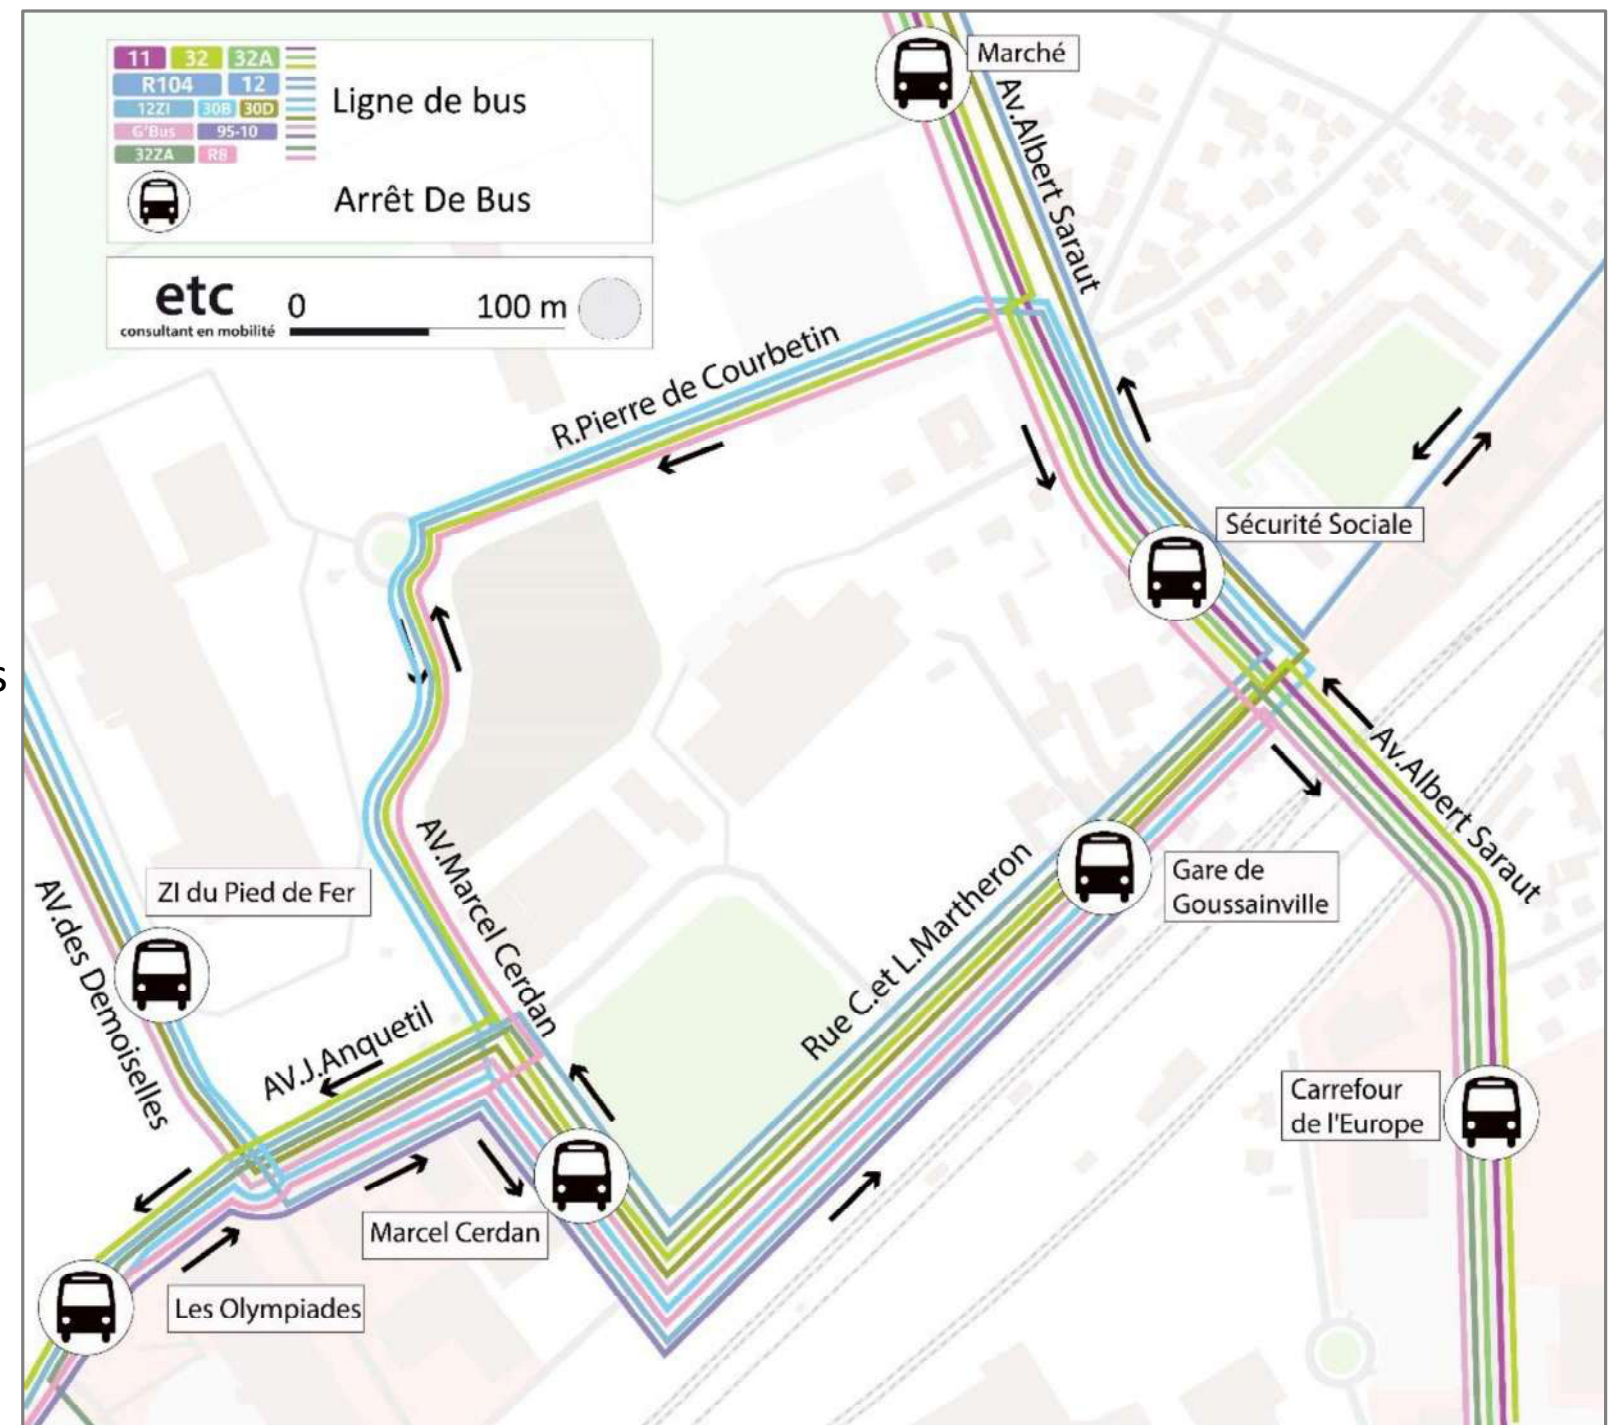 11 32 32A
R104 12
12ZI 30B 30D
G'Bus 95-10
32ZA R8
Ligne de bus
Arrêt De Bus
etc
consultant en mobilité
0 100 m
Marché
Av.Albert Saraut
R.Pierre de Courbetin
Sécurité Sociale
s
Av.Albert Saraut
AV.Marcel Cerdan
Rue C.et L.Martheron
Gare de
Goussainville
ZI du Pied de Fer
AV.des Demoiselles
AV.J.Anquetil
Carrefour
de l'Europe
Marcel Cerdan
Les Olympiades